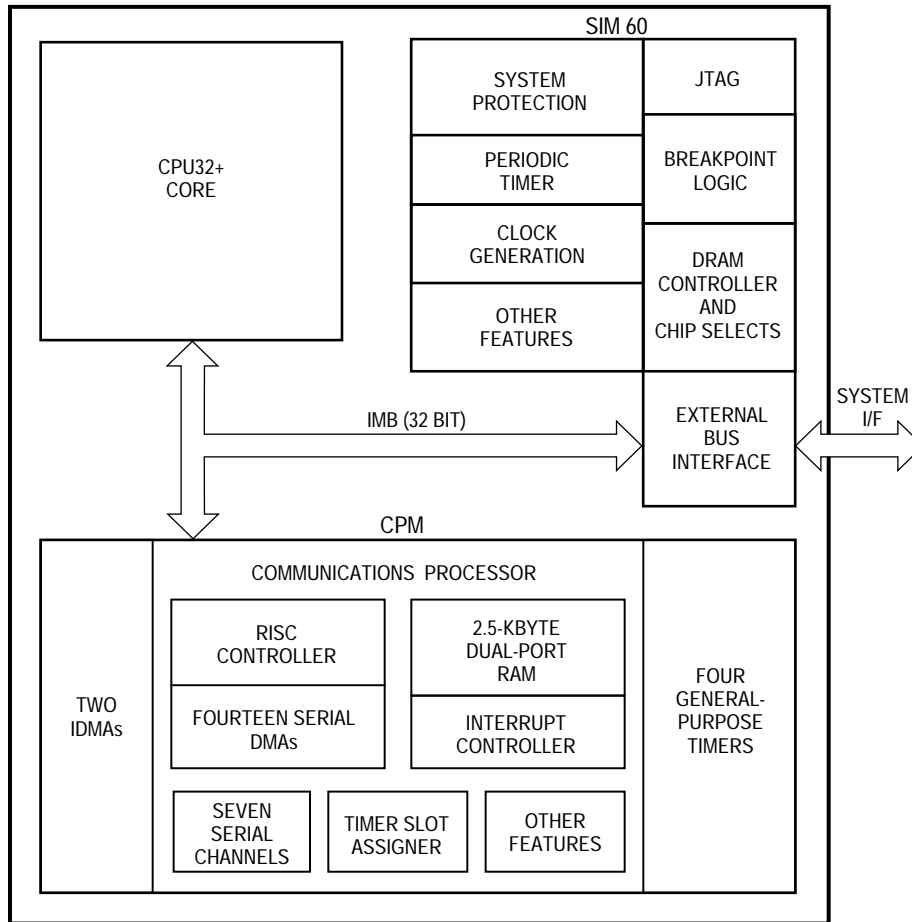 SIM 60
CPU32+
CORE
SYSTEM
PROTECTION
JTAG
PERIODIC
TIMER
BREAKPOINT
LOGIC
CLOCK
GENERATION
DRAM
CONTROLLER
AND
CHIP SELECTS
OTHER
FEATURES
IMB (32 BIT)
EXTERNAL
BUS
INTERFACE
SYSTEM
I/F
CPM
TWO
IDMAs
COMMUNICATIONS PROCESSOR
RISC
CONTROLLER
2.5-KBYTE
DUAL-PORT
RAM
FOURTEEN SERIAL
DMAs
INTERRUPT
CONTROLLER
SEVEN
SERIAL
CHANNELS
TIMER SLOT
ASSIGNER
OTHER
FEATURES
FOUR
GENERAL-
PURPOSE
TIMERS